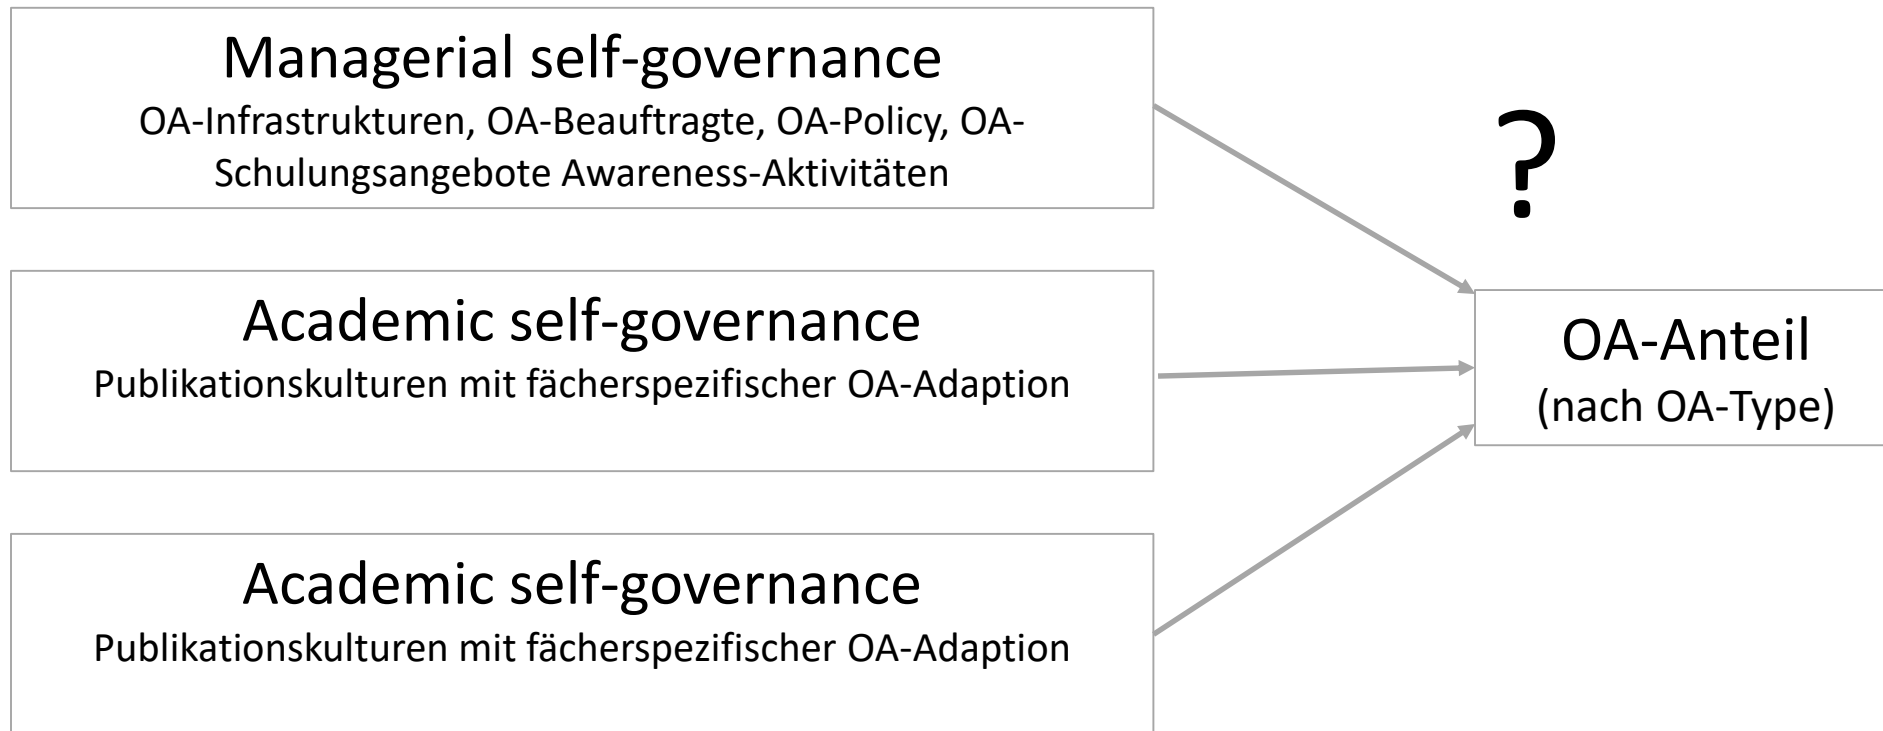 Managerial self-governance
OA-Infrastrukturen, OA-Beauftragte, OA-Policy, OA-
Schulungsangebote Awareness-Aktivitäten
?
Academic self-governance
Publikationskulturen mit fächerspezifischer OA-Adaption
OA-Anteil
(nach OA-Type)
Academic self-governance
Publikationskulturen mit fächerspezifischer OA-Adaption